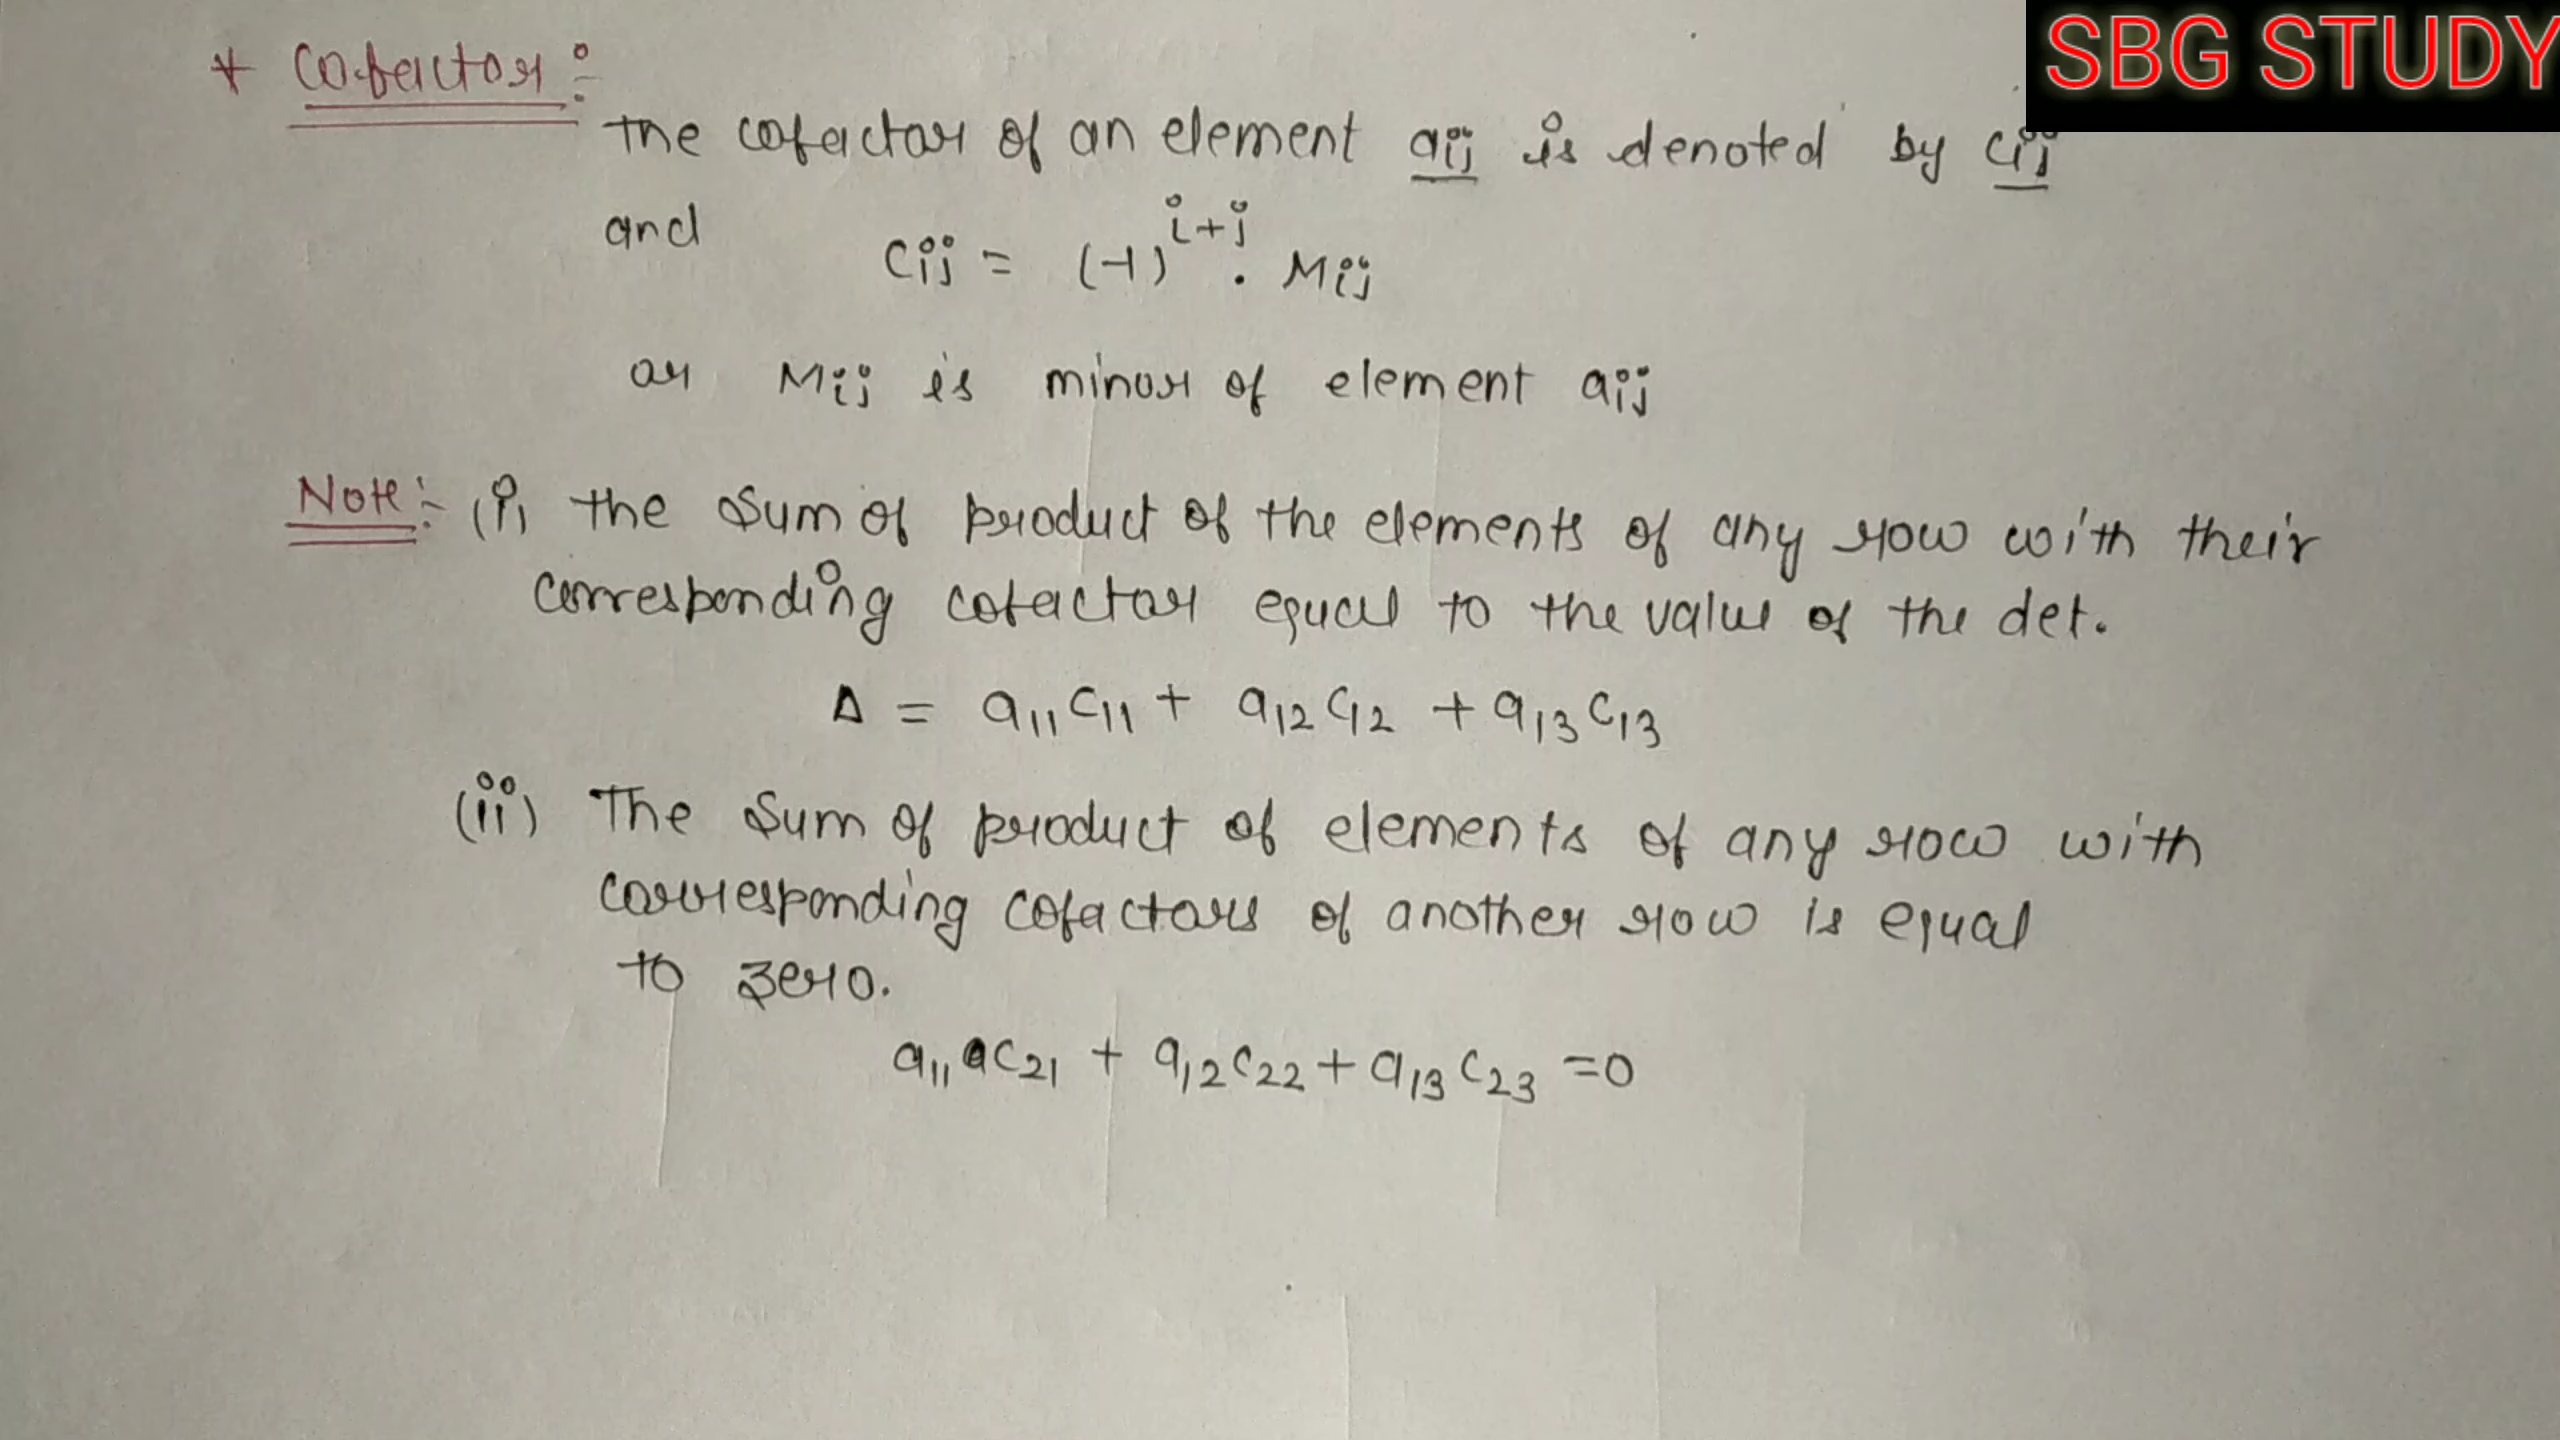 SBG STUDY
* Cofactor :-
The cofactor of an element aij is denoted by cij
and
cij = (-1)^i+j . Mij
or Mij is minor of element aij
Note :- (i) the sum of product of the elements of any row with their
corresponding cofactor equal to the value of the det.
Δ = a11c11 + a12c12 + a13c13
(ii) The sum of product of elements of any row with
corresponding cofactors of another row is equal
to zero.
a11c21 + a12c22 + a13c23 = 0